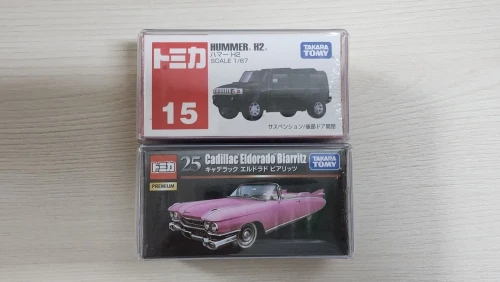 トミカ
HUMMER® H2®
ハマー H2
SCALE 1/67
TAKARA TOMY
15
サスペンション/後部ドア開閉
トミカ
PREMIUM
25 Cadillac Eldorado Biarritz
キャデラック エルドラド ビアリッツ
TAKARA TOMY